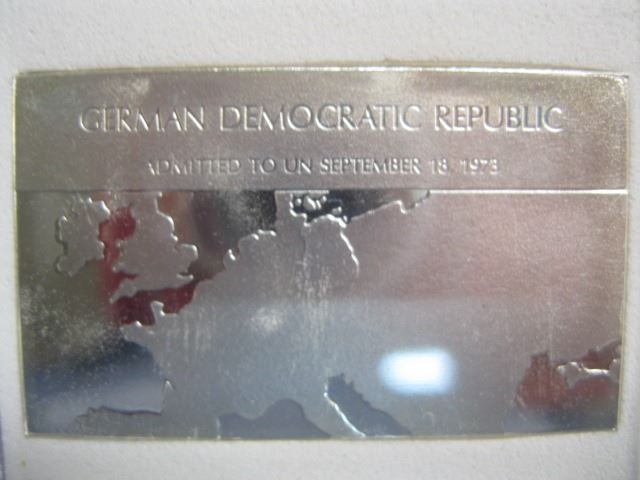 GERMAN DEMOCRATIC REPUBLIC
ADMITTED TO UN SEPTEMBER 18, 1973